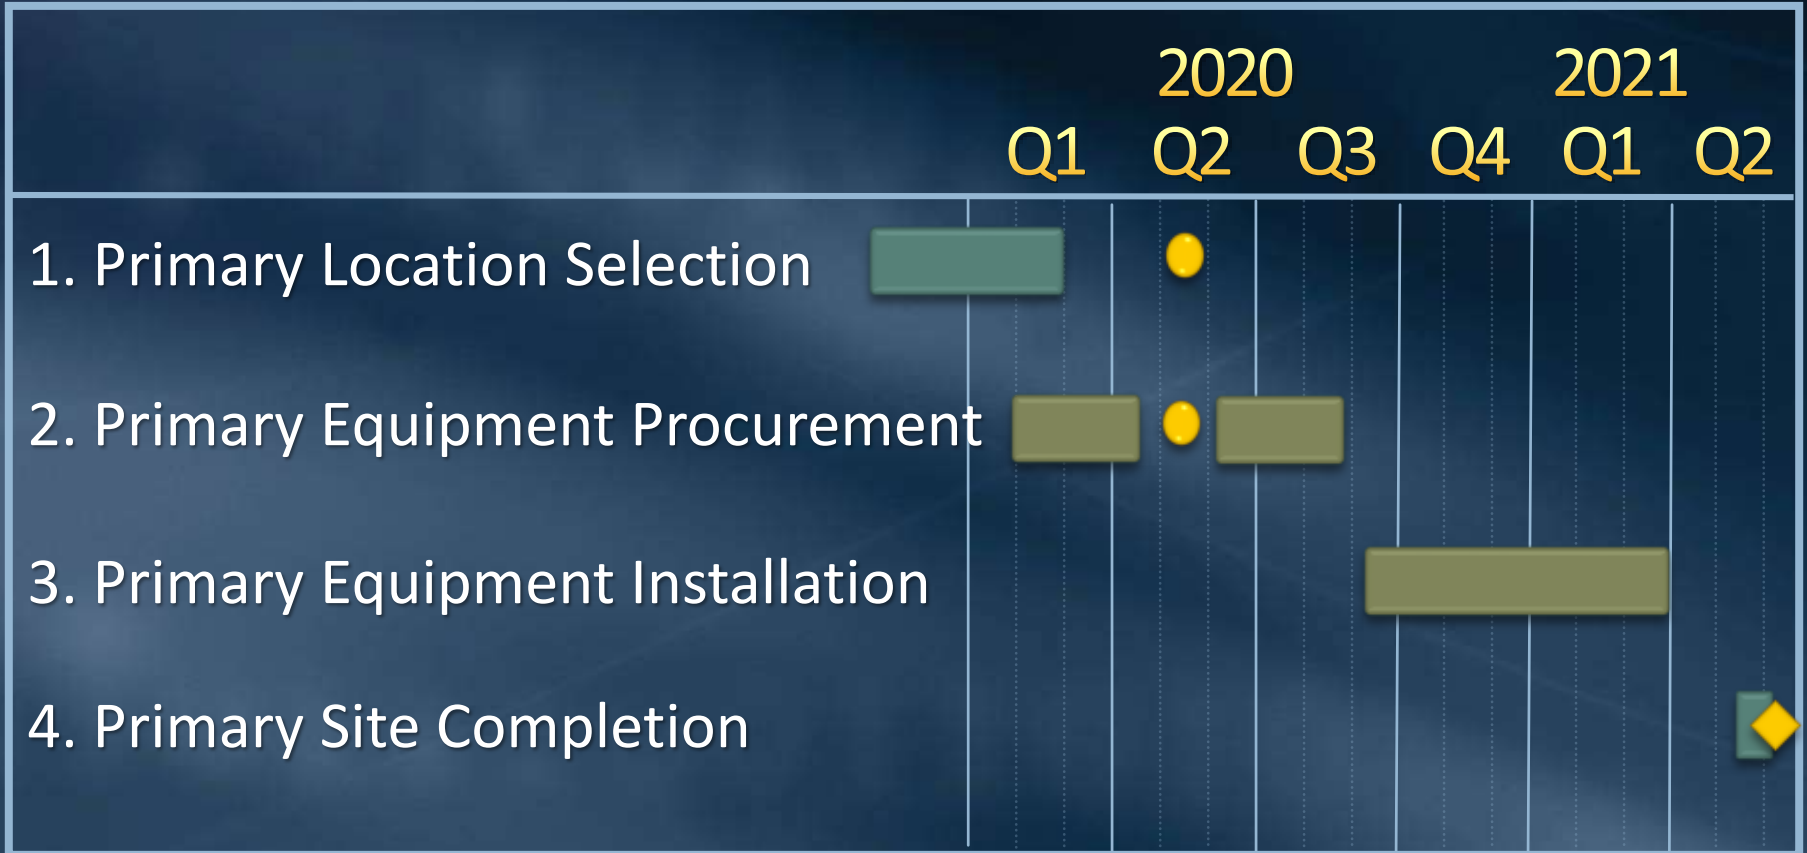 2020 2021
Q1 Q2 Q3 Q4 Q1 Q2
1. Primary Location Selection
2. Primary Equipment Procurement
3. Primary Equipment Installation
4. Primary Site Completion